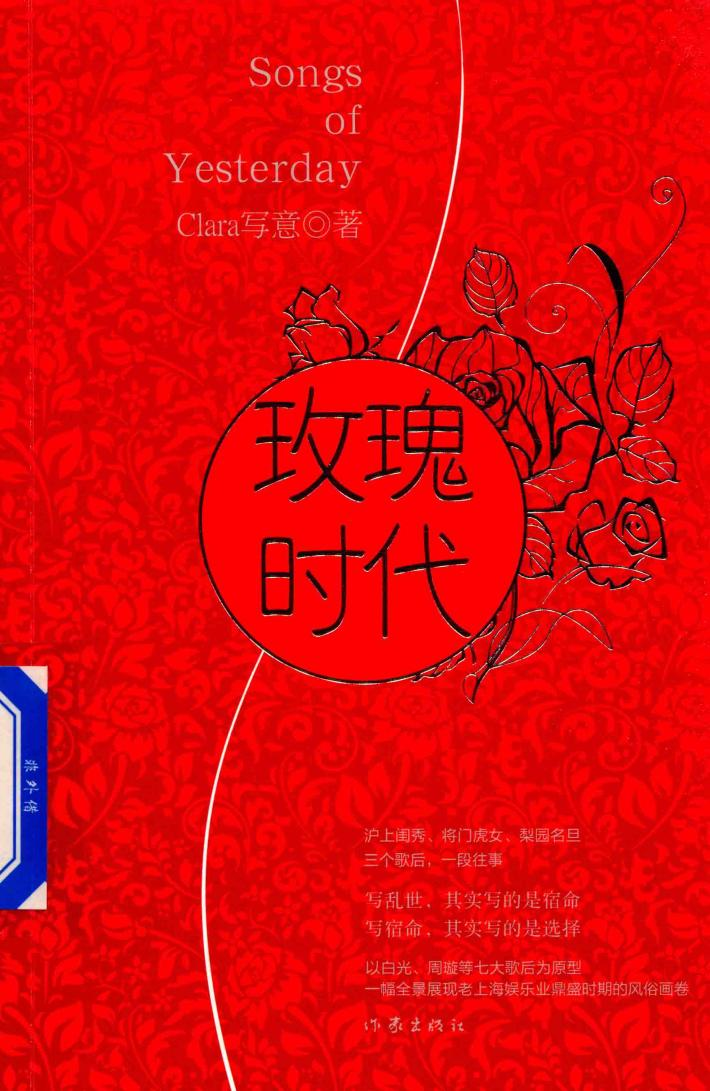 Songs
of
Yesterday
Clara写意◎著
玫瑰
时代
沪上闺秀、将门虎女、梨园名旦
三个歌后，一段往事
写乱世，其实写的是宿命
写宿命，其实写的是选择
以白光、周璇等七大歌后为原型
一幅全景展现老上海娱乐业鼎盛时期的风俗画卷
作家出版社
外借